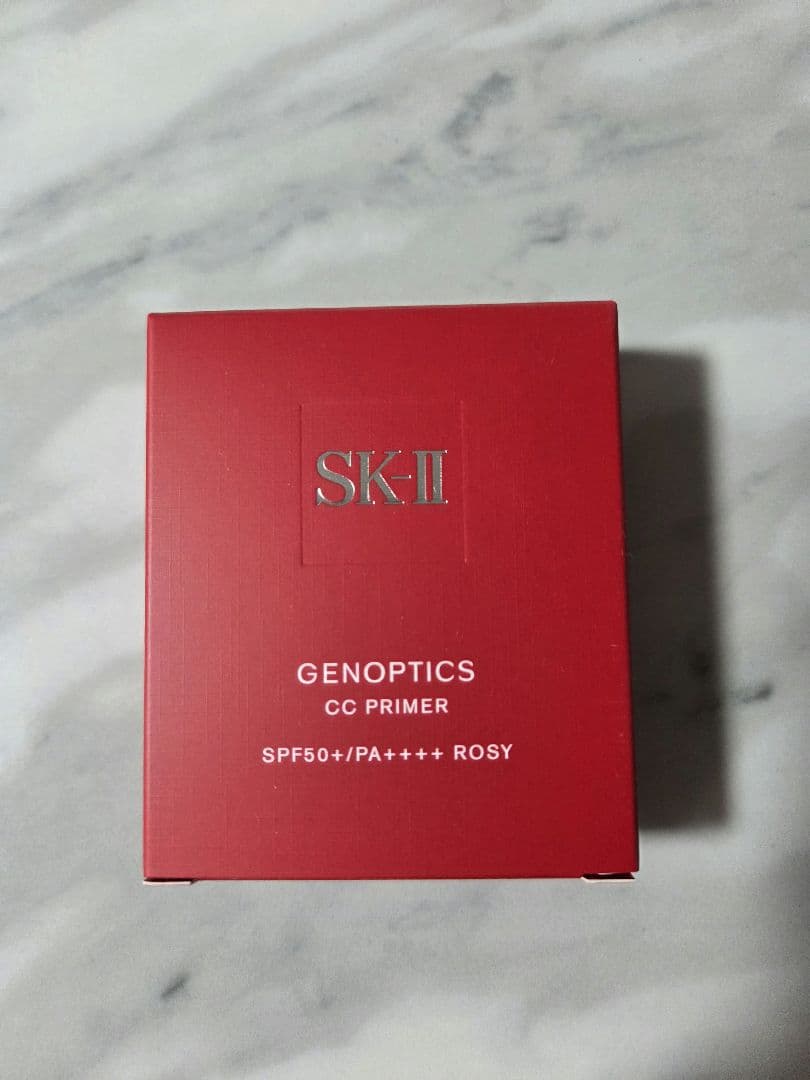 SK-II
GENOPTICS
CC PRIMER
SPF50+/PA++++ ROSY